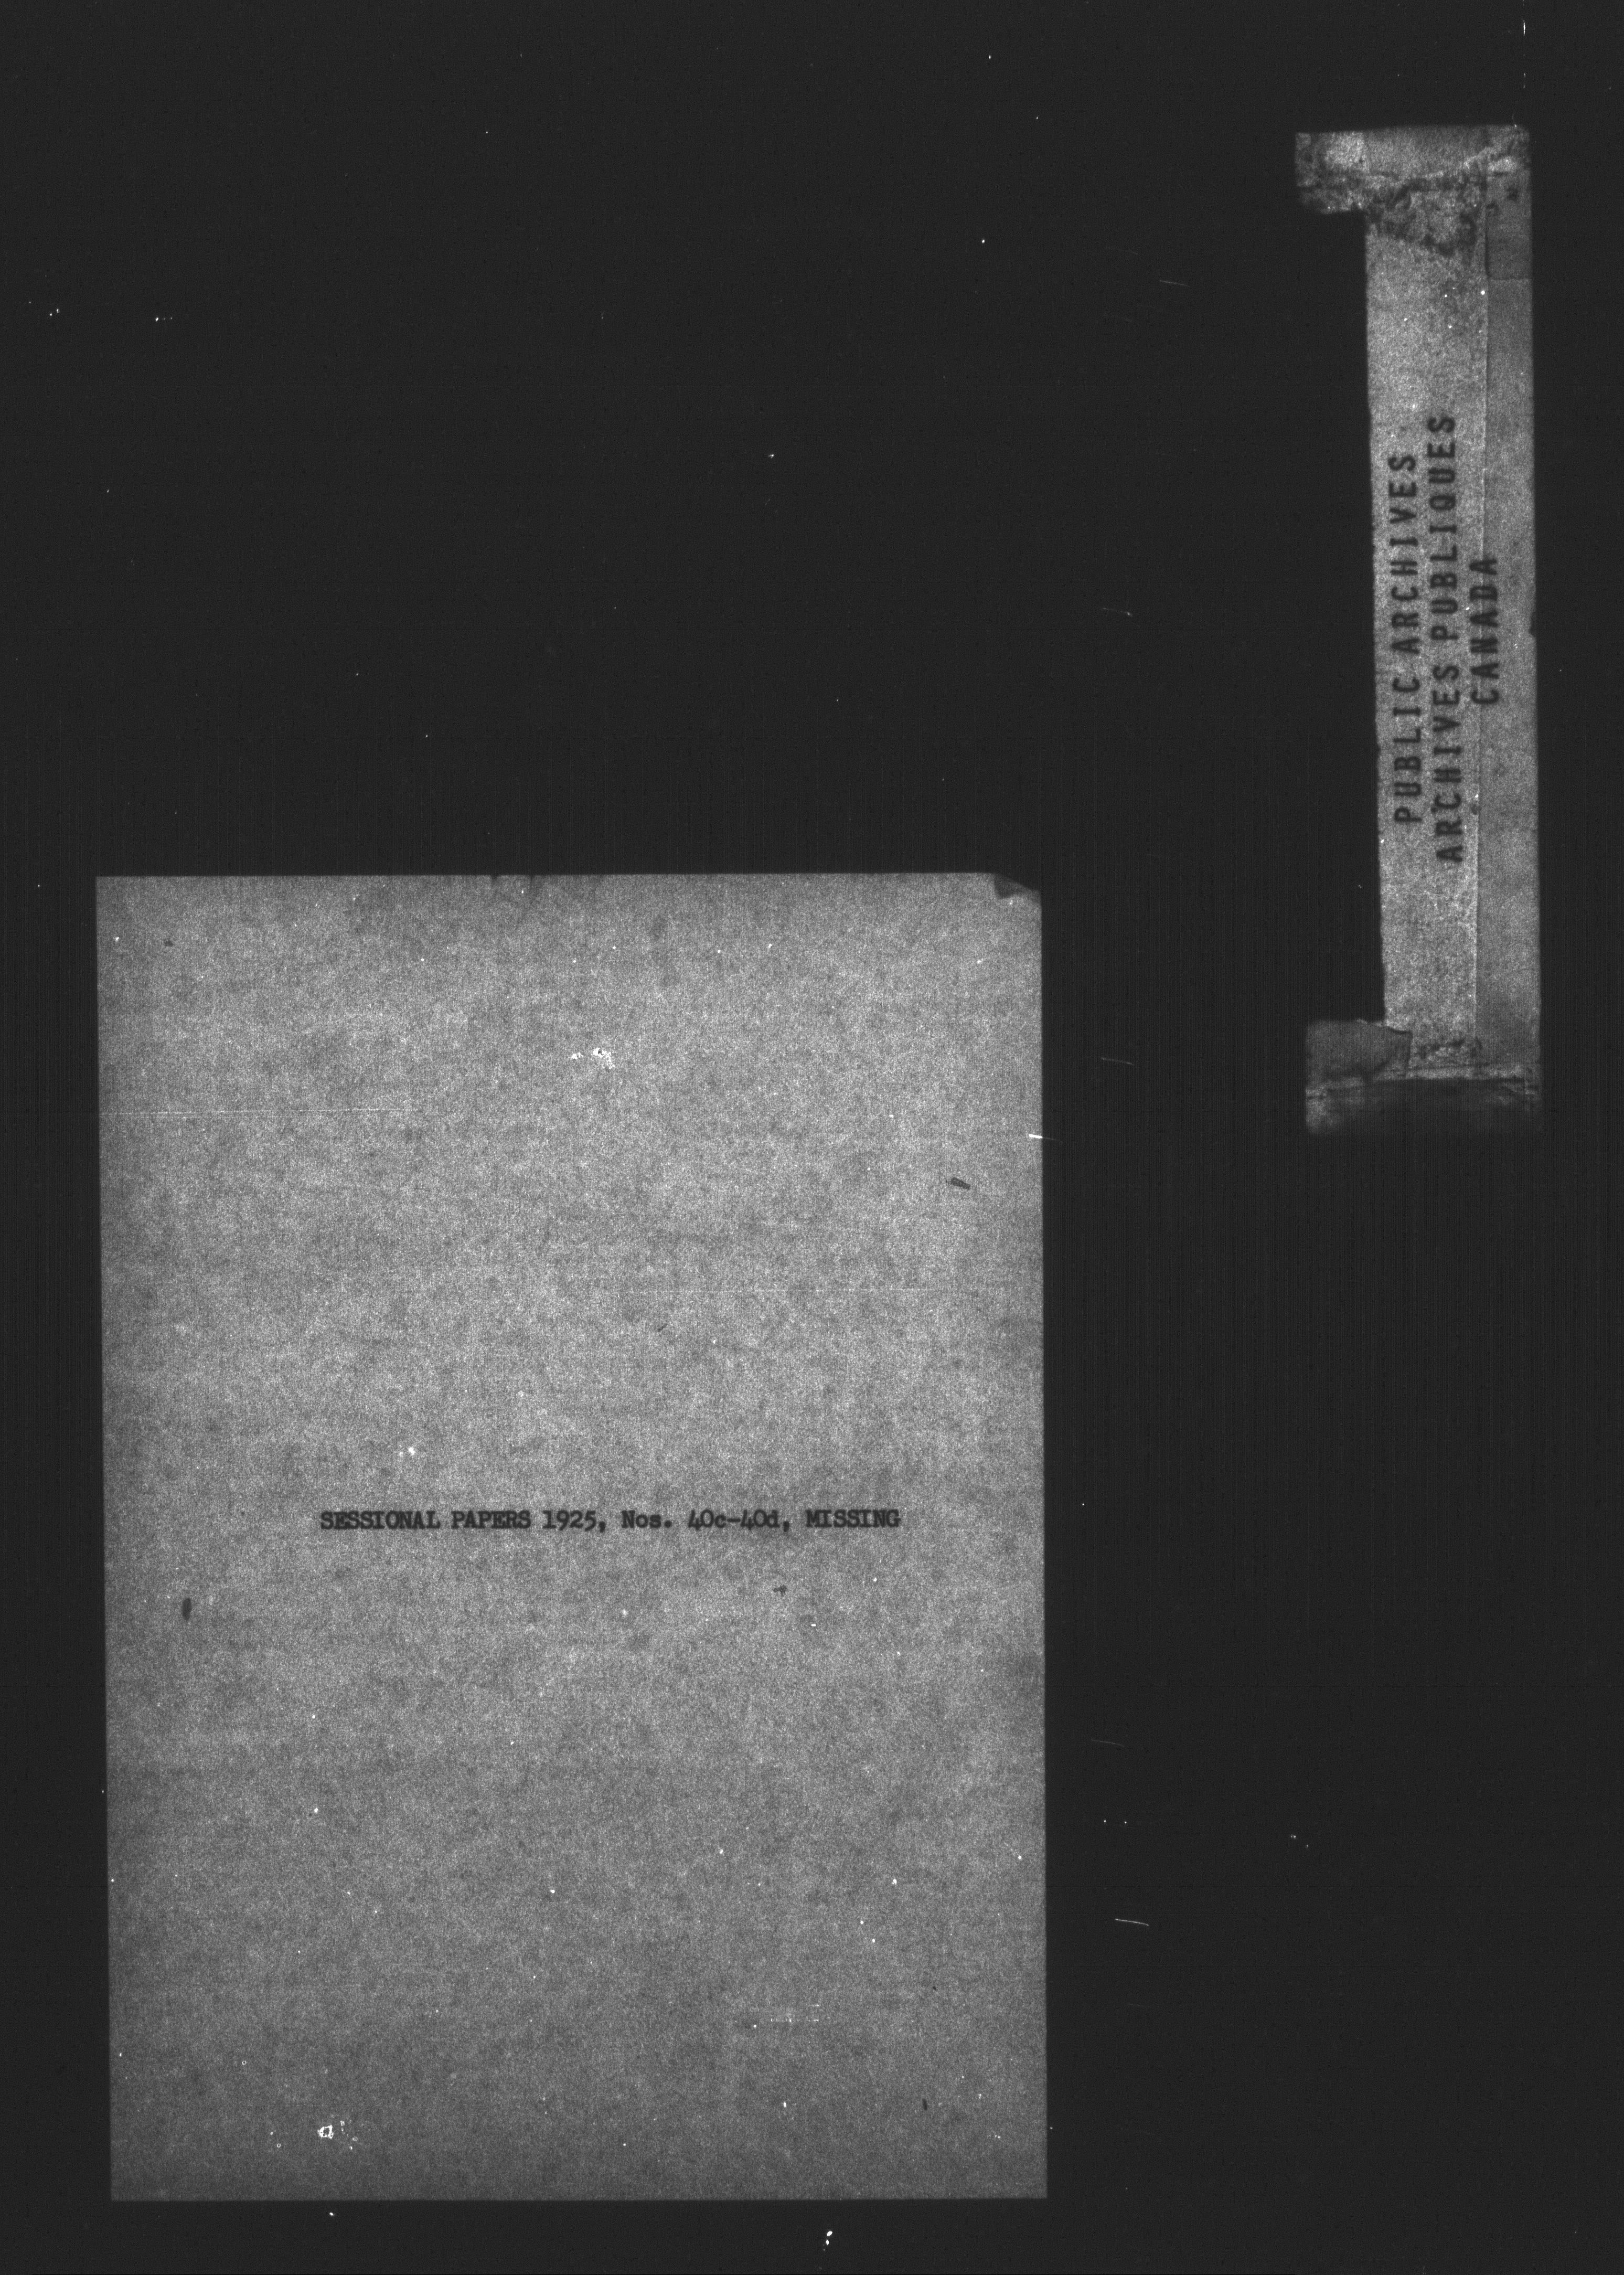 PUBLIC ARCHIVES
ARCHIVES PUBLIQUES
CANADA
SESSIONAL PAPERS 1925, Nos. 40c-40d, MISSING